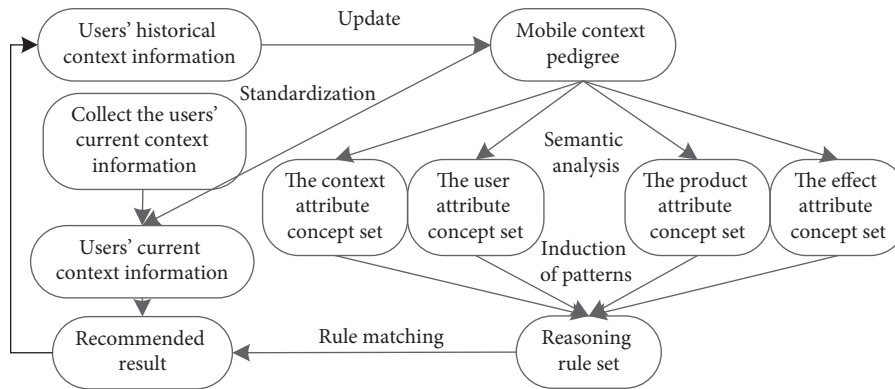 Users’ historical
context information
Update
Mobile context
pedigree
Standardization
Collect the users’
current context
information
Semantic
analysis
The context
attribute
concept set
The user
attribute
concept set
The product
attribute
concept set
The effect
attribute
concept set
Users’ current
context information
Induction
of patterns
Recommended
result
Rule matching
Reasoning
rule set